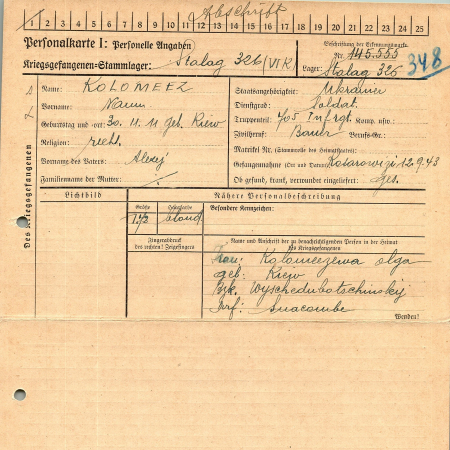 Abschrift
1 2 3 4 5 6 7 8 9 10 11 12 13 14 15 16 17 18 19 20 21 22 23 24 25
Personalkarte I: Personelle Angaben
Kriegsgefangenen-Stammlager: Stalag 326/VI K
Beschriftung der Erkennungsmarke
Nr. 145.555
Lager: Stalag 326
348
Des Kriegsgefangenen
Name: KOLOMEEZ
Vorname: Naum
Geburtstag und -ort: 30.11.11 geb. Kiew
Religion: recht.
Vorname des Vaters: Alexej
Familienname der Mutter: ./.
Staatsangehörigkeit: Ukrainer
Dienstgrad: Soldat
Truppenteil: 405 Inf.rgt. Komp. usw.:
Zivilberuf: Bauer Berufs-Gr.:
Matrikel Nr. (Stammrolle des Heimatstaates):
Gefangennahme (Ort und Datum): 12.9.43
Ob gesund, krank, verwundet eingeliefert: ges.
Lichtbild
Nähere Personalbeschreibung
Größe
1.72
Haarfarbe
blond
Besondere Kennzeichen:
Fingerabdruck
des rechten! Zeigefingers
Name und Anschrift der zu benachrichtigenden Person in der Heimat
des Kriegsgefangenen
Frau: Kolomeezewa Olga
geb: Kiew
Bzk. Wyschedubotschinskij
Dorf:
Wenden!